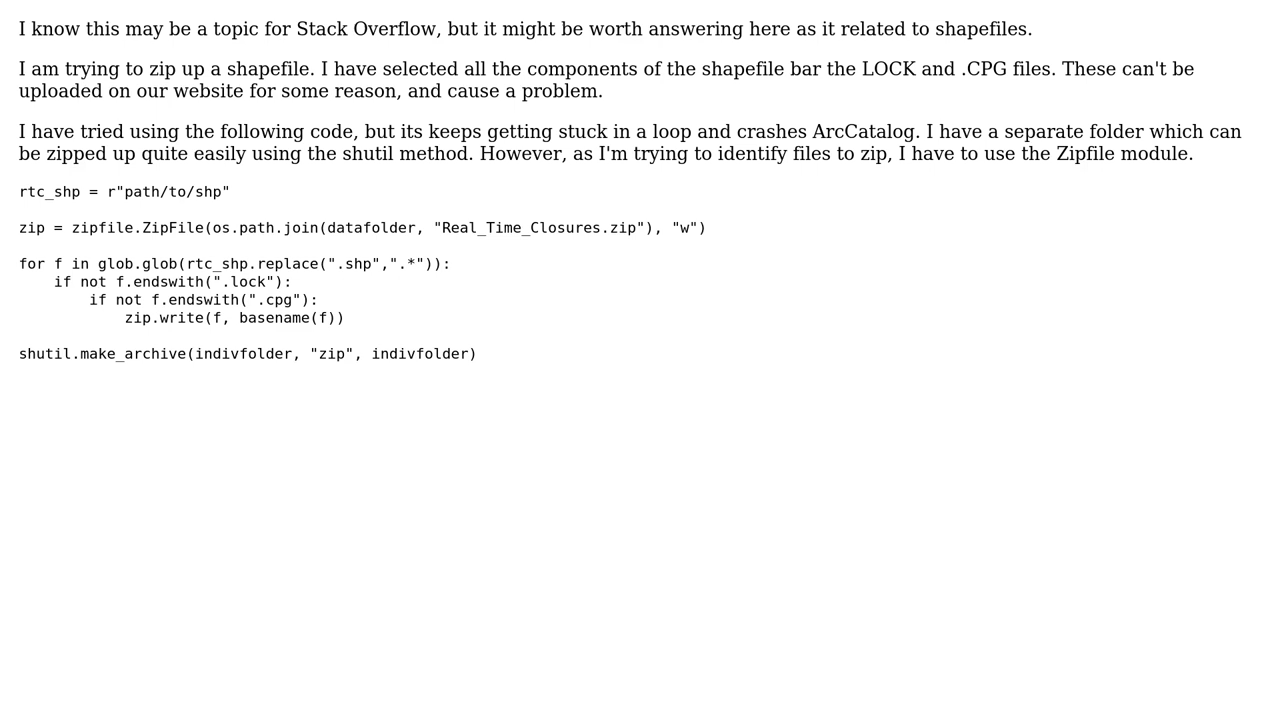 I know this may be a topic for Stack Overflow, but it might be worth answering here as it related to shapefiles.
I am trying to zip up a shapefile. I have selected all the components of the shapefile bar the LOCK and .CPG files. These can't be
uploaded on our website for some reason, and cause a problem.
I have tried using the following code, but its keeps getting stuck in a loop and crashes ArcCatalog. I have a separate folder which can
be zipped up quite easily using the shutil method. However, as I'm trying to identify files to zip, I have to use the Zipfile module.
rtc_shp = r"path/to/shp"
zip = zipfile.ZipFile(os.path.join(datafolder, "Real_Time_Closures.zip"), "w")
for f in glob.glob(rtc_shp.replace(".shp",".*")):
    if not f.endswith(".lock"):
        if not f.endswith(".cpg"):
            zip.write(f, basename(f))
shutil.make_archive(indivfolder, "zip", indivfolder)